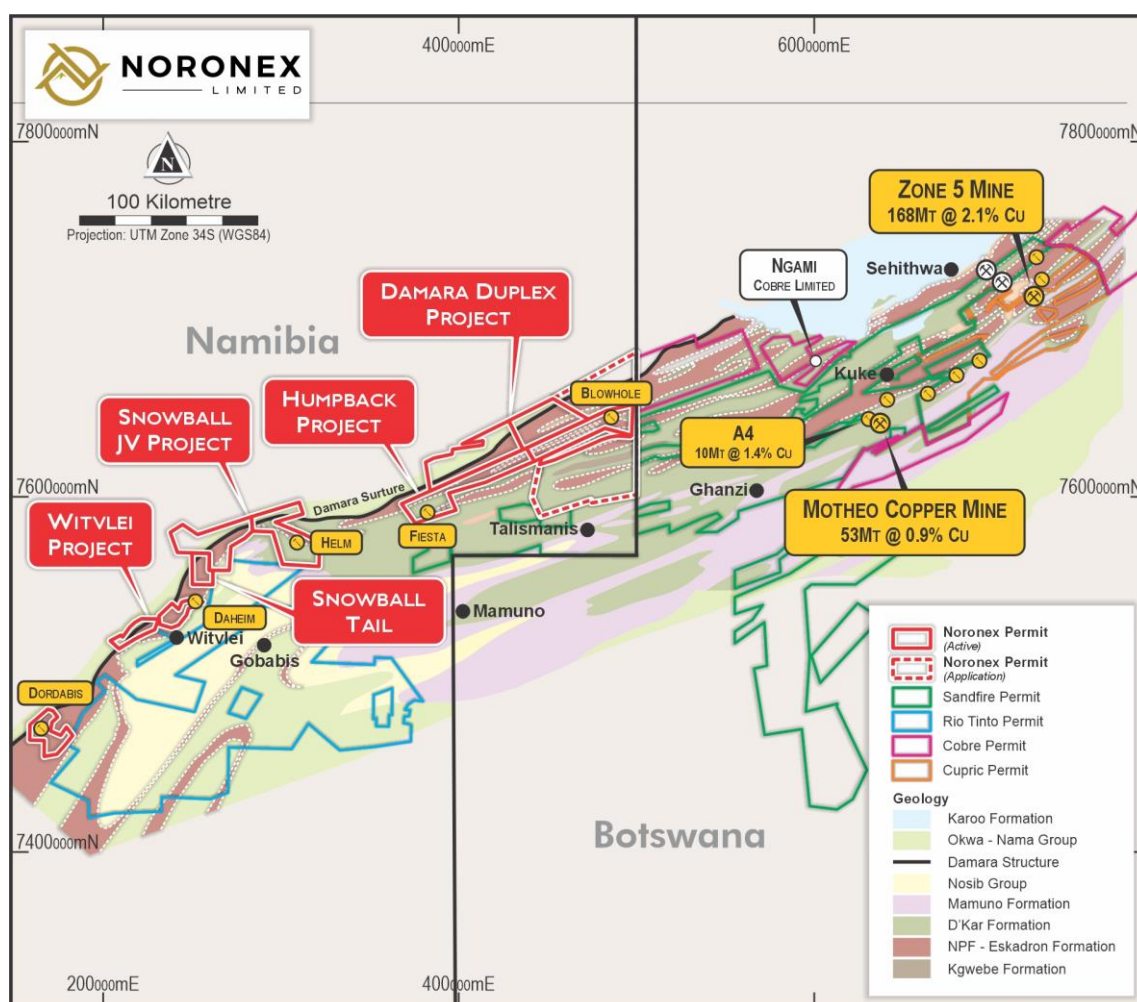 NORONEX
LIMITED
400000mE
600000mE
7800000mN
7800000mN
N
100 Kilometre
Projection: UTM Zone 34S (WGS84)
ZONE 5 MINE
168MT @ 2.1% CU
NGAMI
COBRE LIMITED
Sehithwa
DAMARA DUPLEX
PROJECT
Namibia
Kuke
HUMPBACK
PROJECT
BLOWHOLE
SNOWBALL
JV PROJECT
A4
10MT @ 1.4% CU
Damara Surture
Ghanzi
7600000mN
7600000mN
WITVLEI
PROJECT
HELM
FIESTA
Talismanis
MOTHEO COPPER MINE
53MT @ 0.9% CU
SNOWBALL
TAIL
DAHEIM
Mamuno
Witvlei
Gobabis
DORDABIS
Botswana
7400000mN
200000mE
400000mE
600000mE
Noronex Permit
(Active)
Noronex Permit
(Application)
Sandfire Permit
Rio Tinto Permit
Cobre Permit
Cupric Permit
Geology
Karoo Formation
Okwa - Nama Group
Damara Structure
Nosib Group
Mamuno Formation
D'Kar Formation
NPF - Eskadron Formation
Kgwebe Formation